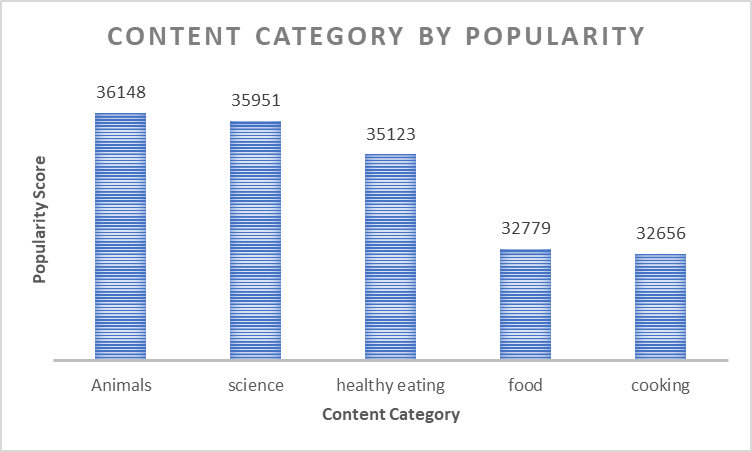 CONTENT CATEGORY BY POPULARITY
36148
35951
35123
32779
32656
Popularity Score
Animals
science
healthy eating
food
cooking
Content Category